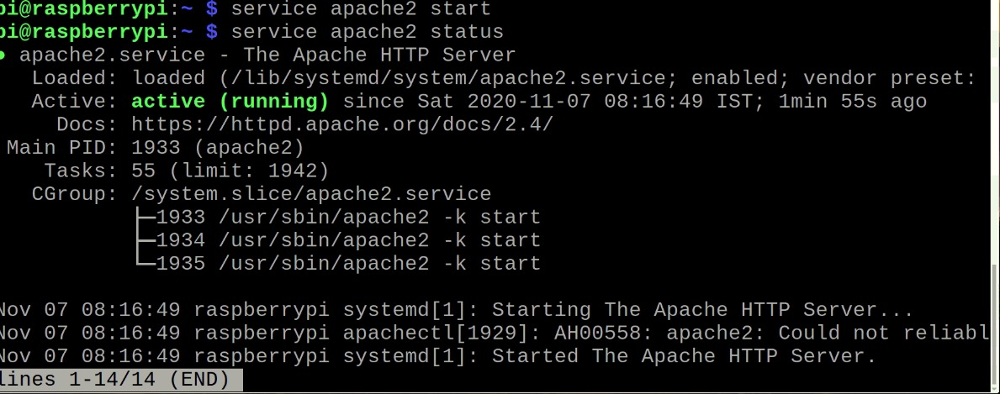 pi@raspberrypi:~ $ service apache2 start
pi@raspberrypi:~ $ service apache2 status
● apache2.service - The Apache HTTP Server
Loaded: loaded (/lib/systemd/system/apache2.service; enabled; vendor preset:
Active: active (running) since Sat 2020-11-07 08:16:49 IST; 1min 55s ago
Docs: https://httpd.apache.org/docs/2.4/
Main PID: 1933 (apache2)
Tasks: 55 (limit: 1942)
CGroup: /system.slice/apache2.service
├─1933 /usr/sbin/apache2 -k start
├─1934 /usr/sbin/apache2 -k start
└─1935 /usr/sbin/apache2 -k start
Nov 07 08:16:49 raspberrypi systemd[1]: Starting The Apache HTTP Server...
Nov 07 08:16:49 raspberrypi apachectl[1929]: AH00558: apache2: Could not reliabl
Nov 07 08:16:49 raspberrypi systemd[1]: Started The Apache HTTP Server.
lines 1-14/14 (END)